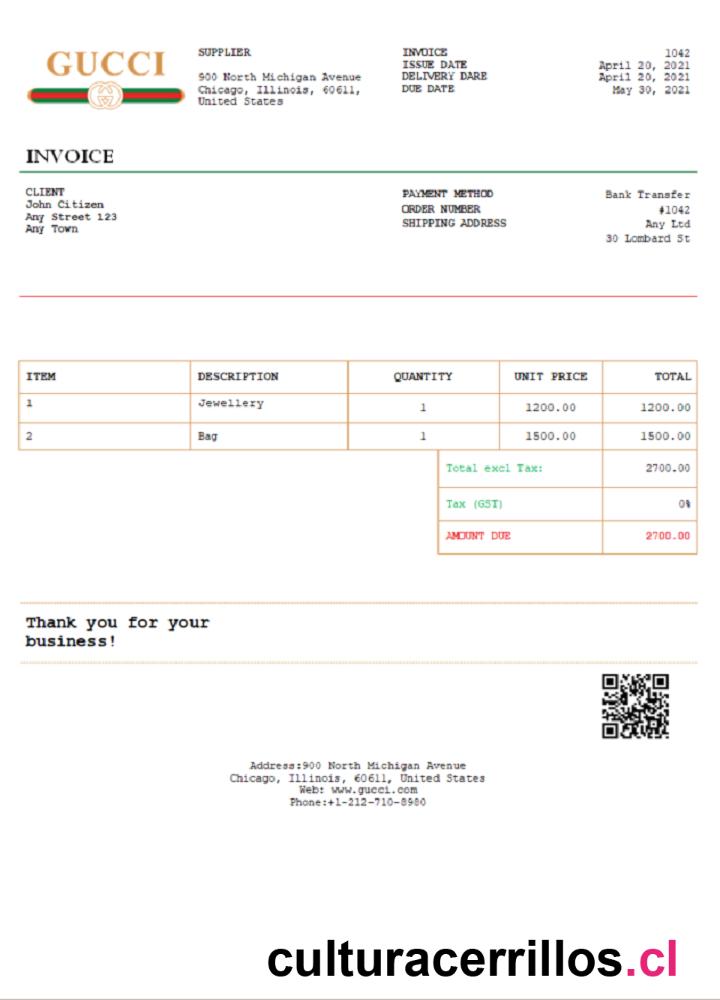 GUCCI
SUPPLIER
900 North Michigan Avenue
Chicago, Illinois, 60611,
United States
INVOICE 1042
ISSUE DATE April 20, 2021
DELIVERY DARE April 20, 2021
DUE DATE May 30, 2021
INVOICE
CLIENT
John Citizen
Any Street 123
Any Town
PAYMENT METHOD Bank Transfer
ORDER NUMBER #1042
SHIPPING ADDRESS Any Ltd
30 Lombard St
ITEM DESCRIPTION QUANTITY UNIT PRICE TOTAL
1 Jewellery 1 1200.00 1200.00
2 Bag 1 1500.00 1500.00
Total excl Tax: 2700.00
Tax (GST) 0%
AMOUNT DUE 2700.00
Thank you for your
business!
Address:900 North Michigan Avenue
Chicago, Illinois, 60611, United States
Web: www.gucci.com
Phone:+1-212-710-8980
culturacerrillos.cl